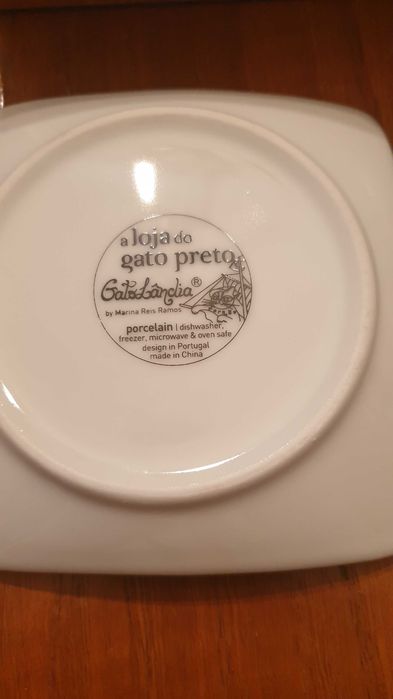 a loja do
gato preto
GatoLândia®
by Marina Reis Ramos
porcelain | dishwasher,
freezer, microwave & oven safe
design in Portugal
made in China